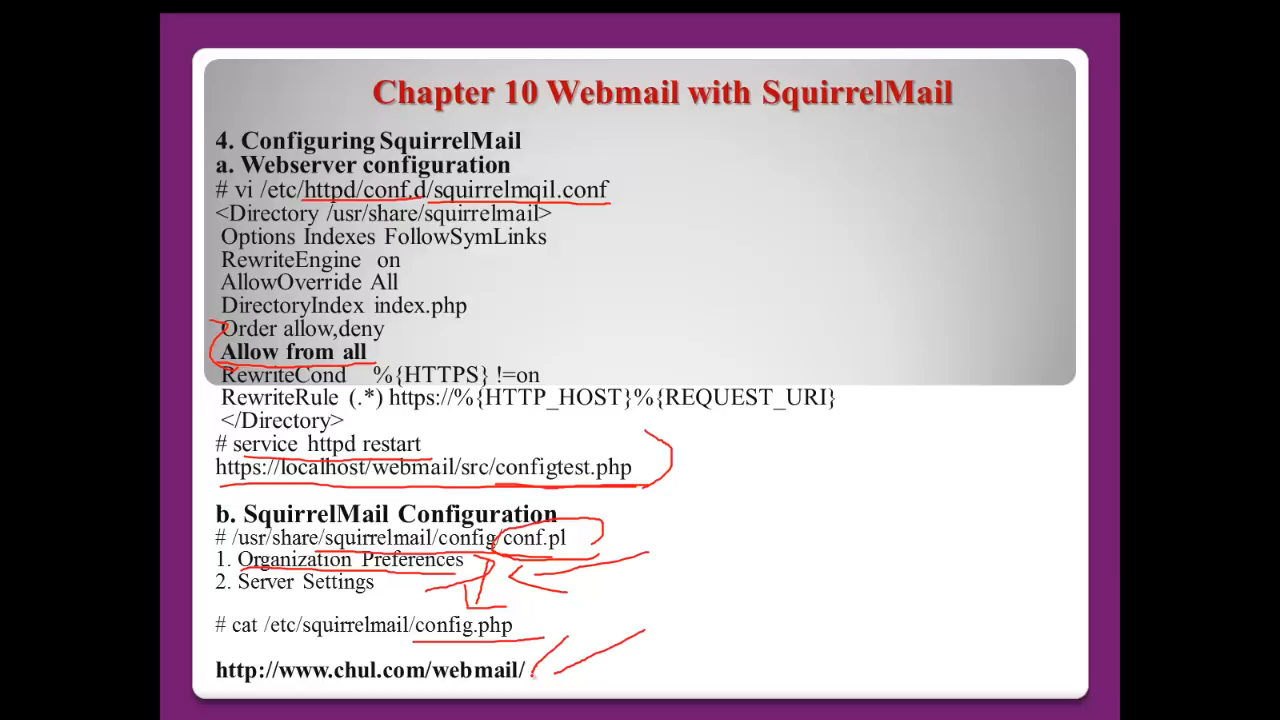 Chapter 10 Webmail with SquirrelMail
4. Configuring SquirrelMail
a. Webserver configuration
# vi /etc/httpd/conf.d/squirrelmqil.conf
<Directory /usr/share/squirrelmail>
Options Indexes FollowSymLinks
RewriteEngine on
AllowOverride All
DirectoryIndex index.php
Order allow,deny
Allow from all
RewriteCond %{HTTPS} !=on
RewriteRule (.*) https://%{HTTP_HOST}%{REQUEST_URI}
</Directory>
# service httpd restart
https://localhost/webmail/src/configtest.php
b. SquirrelMail Configuration
# /usr/share/squirrelmail/config/conf.pl
1. Organization Preferences
2. Server Settings
# cat /etc/squirrelmail/config.php
http://www.chul.com/webmail/